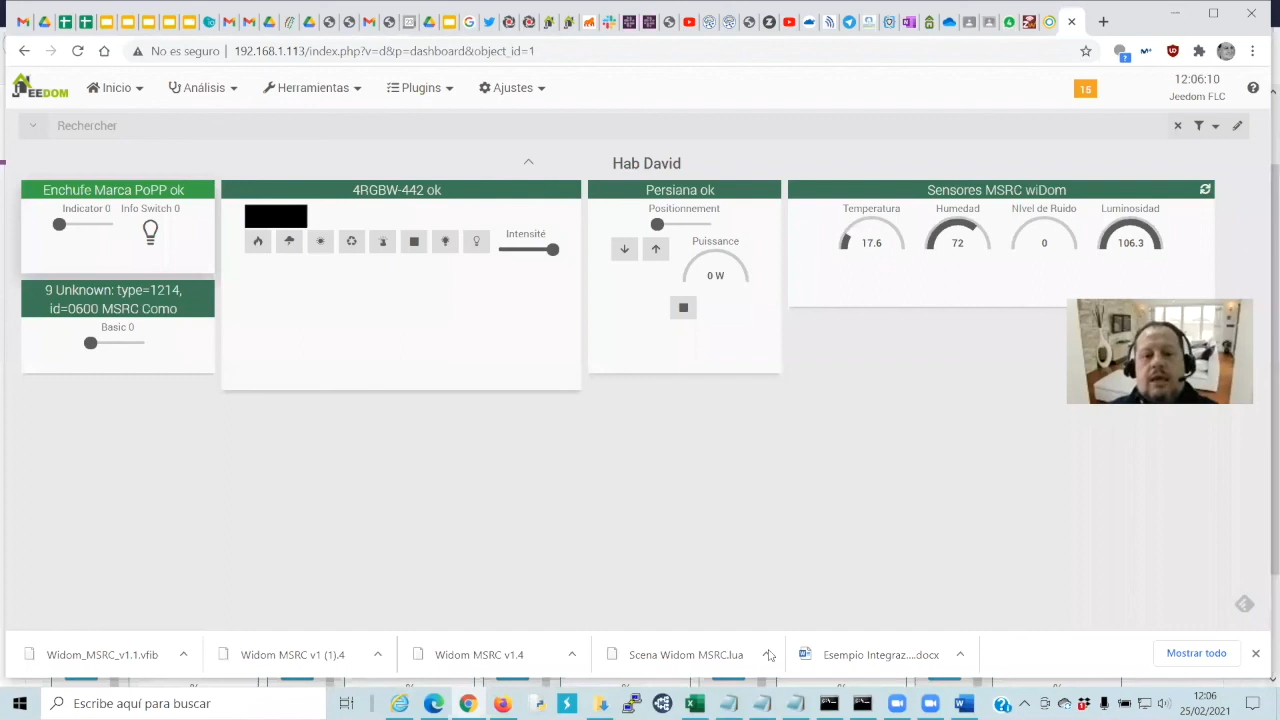 No es seguro
192.168.1.113/index.php?v=d&p=dashboard&object_id=1
JEEDOM
Inicio
Análisis
Herramientas
Plugins
Ajustes
15
12:06:10
Jeedom FLC
Rechercher
Hab David
Enchufe Marca PoPP ok
Indicator 0
Info Switch 0
9 Unknown: type=1214,
id=0600 MSRC Como
Basic 0
4RGBW-442 ok
Intensité
Persiana ok
Positionnement
Puissance
0 W
Sensores MSRC wiDom
Temperatura
Humedad
NIvel de Ruido
Luminosidad
17.6
72
0
106.3
Widom_MSRC_v1.1.vfib
Widom MSRC v1 (1).4
Widom MSRC v1.4
Scena Widom MSRC.lua
Esempio Integraz....docx
Mostrar todo
Escribe aquí para buscar
12:06
25/02/2021